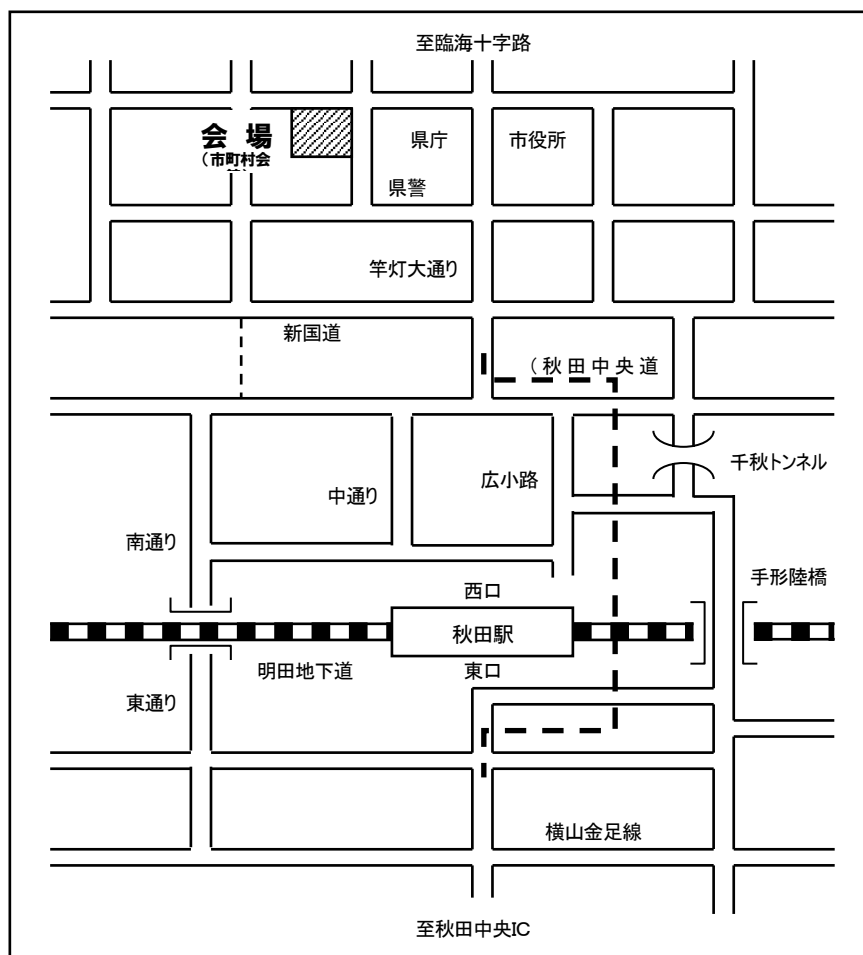 至臨海十字路
会 場
（市町村会
県庁
市役所
県警
竿灯大通り
新国道
（秋田中央道
千秋トンネル
広小路
中通り
南通り
手形陸橋
西口
秋田駅
東口
明田地下道
東通り
横山金足線
至秋田中央IC